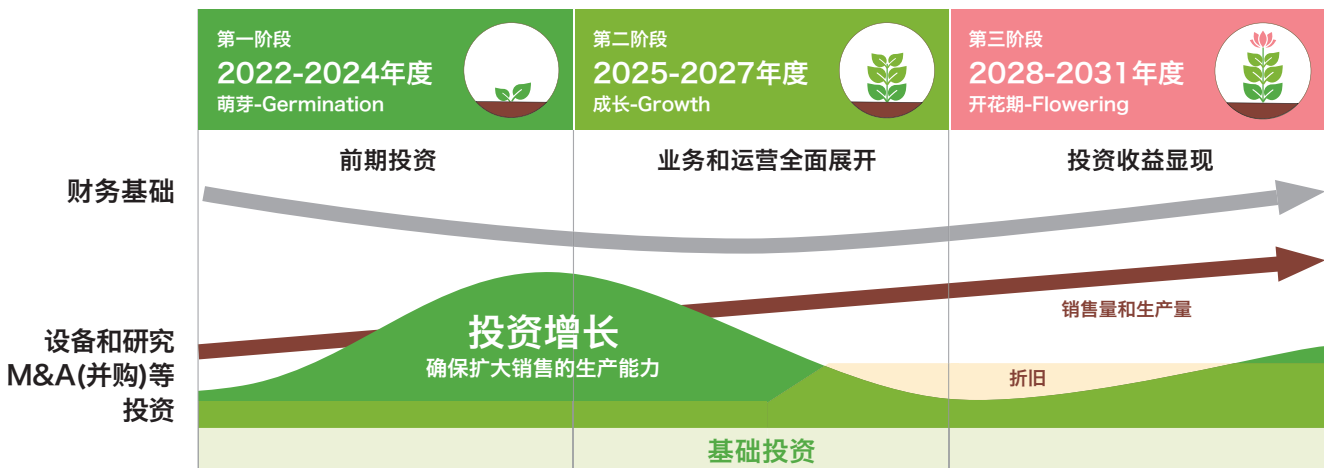 第一阶段
2022-2024年度
萌芽-Germination
第二阶段
2025-2027年度
成长-Growth
第三阶段
2028-2031年度
开花期-Flowering
前期投资
业务和运营全面展开
投资收益显现
财务基础
销售量和生产量
投资增长
确保扩大销售的生产能力
设备和研究
M&A(并购)等
投资
折旧
基础投资